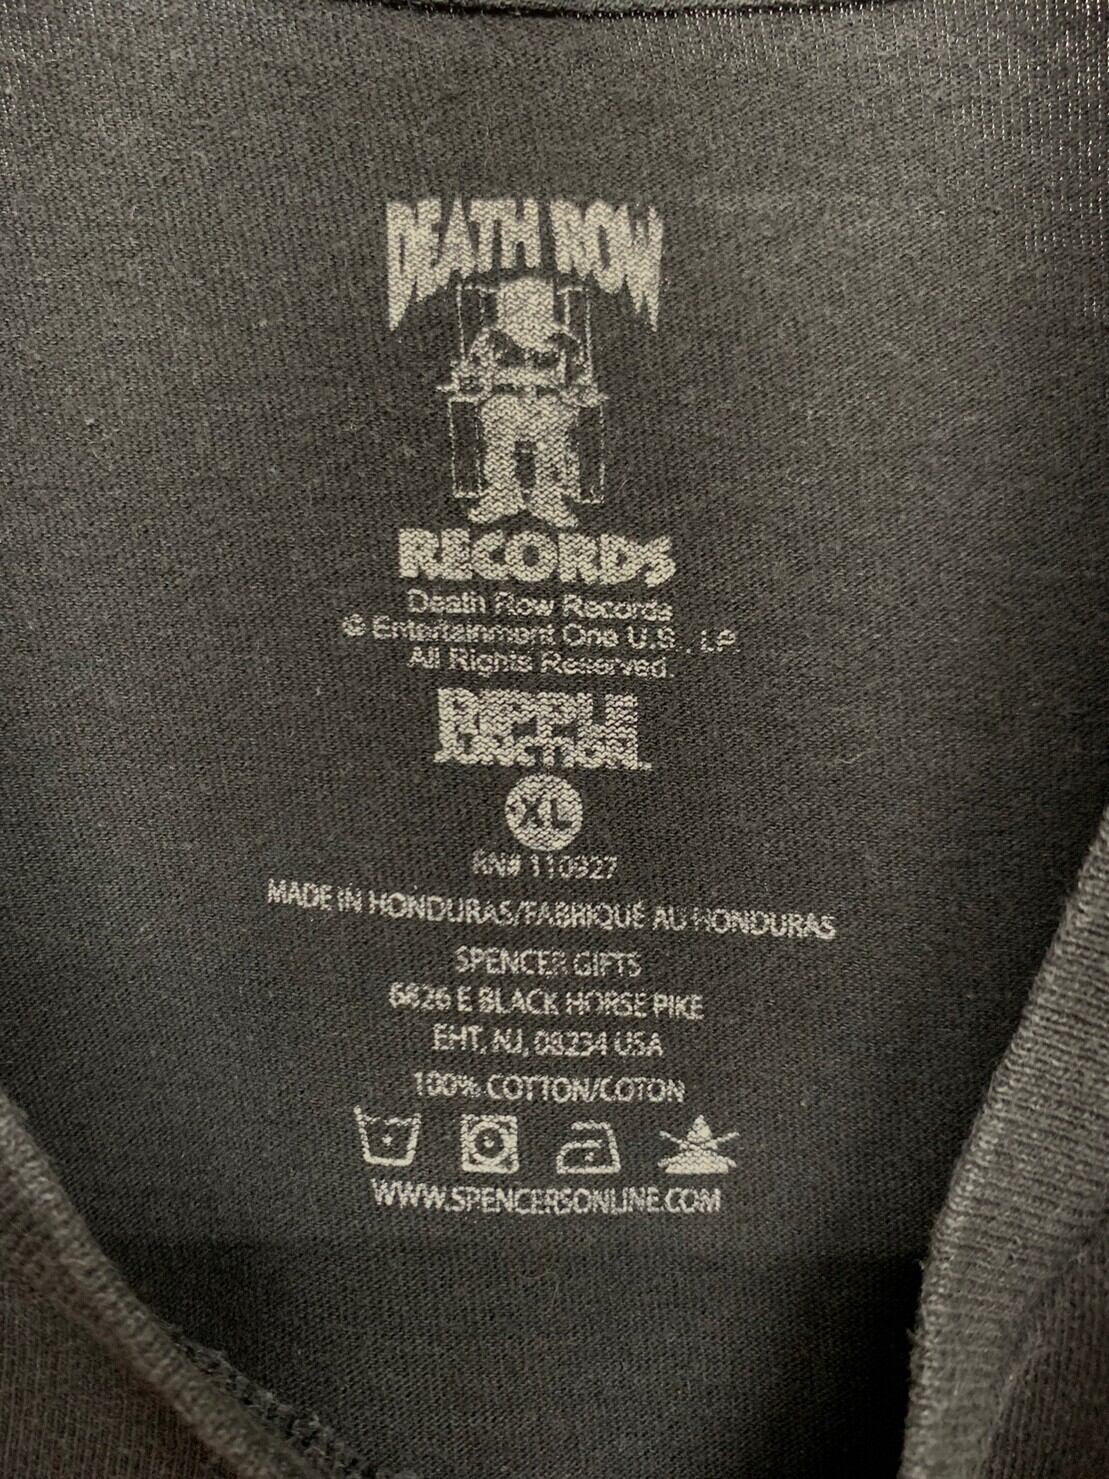 DEATH ROW
RECORDS
Death Row Records
© Entertainment One U.S., LP
All Rights Reserved.
RIPPLE
JUNCTION
XL
RN# 110927
MADE IN HONDURAS/FABRIQUÉ AU HONDURAS
SPENCER GIFTS
6826 E BLACK HORSE PIKE
EHT, NJ, 08234 USA
100% COTTON/COTON
WWW.SPENCERSONLINE.COM